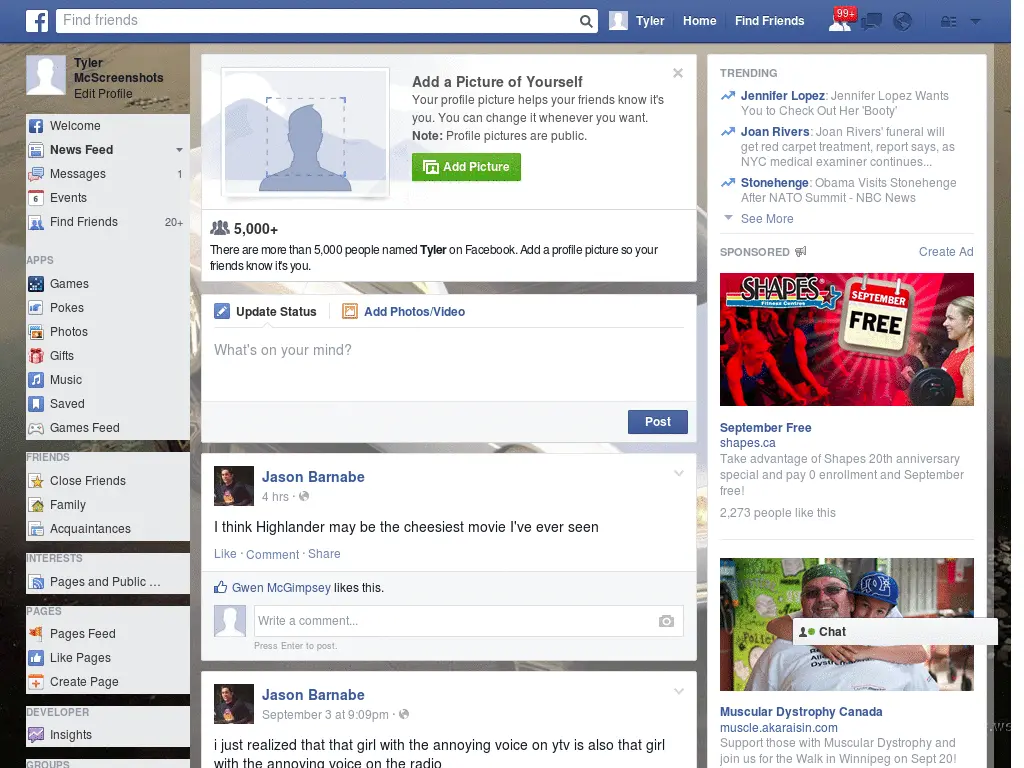 Find friends
Tyler
Home
Find Friends
99+
Tyler
McScreenshots
Edit Profile
Welcome
News Feed
Messages
1
Events
6
Find Friends
20+
APPS
Games
Pokes
Photos
Gifts
Music
Saved
Games Feed
FRIENDS
Close Friends
Family
Acquaintances
INTERESTS
Pages and Public ...
PAGES
Pages Feed
Like Pages
Create Page
DEVELOPER
Insights
GROUPS
Add a Picture of Yourself
Your profile picture helps your friends know it's
you. You can change it whenever you want.
Note: Profile pictures are public.
Add Picture
5,000+
There are more than 5,000 people named Tyler on Facebook. Add a profile picture so your
friends know it's you.
Update Status
Add Photos/Video
What's on your mind?
Post
Jason Barnabe
4 hrs ·
I think Highlander may be the cheesiest movie I've ever seen
Like · Comment · Share
Gwen McGimpsey likes this.
Write a comment...
Press Enter to post.
Jason Barnabe
September 3 at 9:09pm ·
i just realized that that girl with the annoying voice on ytv is also that girl
with the annoying voice on the radio
TRENDING
Jennifer Lopez: Jennifer Lopez Wants
You to Check Out Her 'Booty'
Joan Rivers: Joan Rivers' funeral will
get red carpet treatment, report says, as
NYC medical examiner continues...
Stonehenge: Obama Visits Stonehenge
After NATO Summit - NBC News
See More
SPONSORED
Create Ad
SHAPES
Fitness Centres
SEPTEMBER
FREE
September Free
shapes.ca
Take advantage of Shapes 20th anniversary
special and pay 0 enrollment and September
free!
2,273 people like this
Chat
Muscular Dystrophy Canada
muscle.akaraisin.com
Support those with Muscular Dystrophy and
join us for the Walk in Winnipeg on Sept 20!